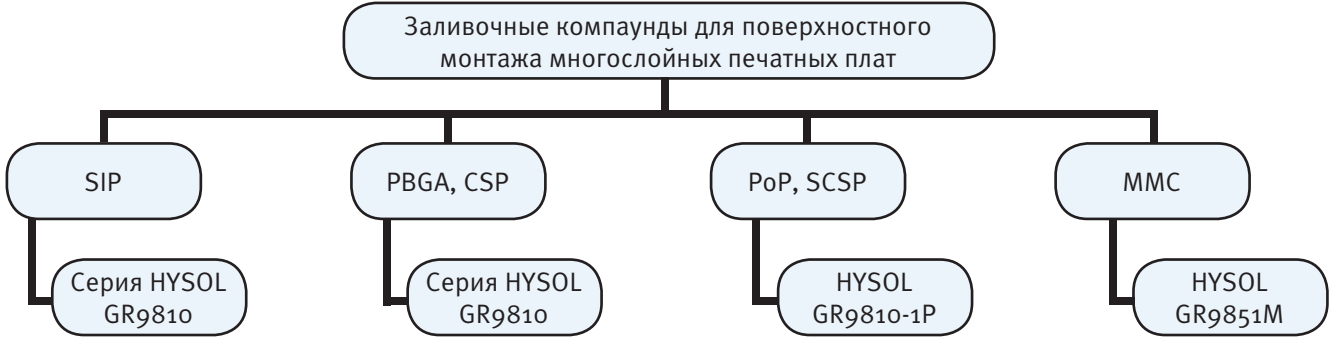 Заливочные компаунды для поверхностного
монтажа многослойных печатных плат
SIP
PBGA, CSP
PoP, SCSP
MMC
Серия HYSOL
GR9810
Серия HYSOL
GR9810
HYSOL
GR9810-1P
HYSOL
GR9851M